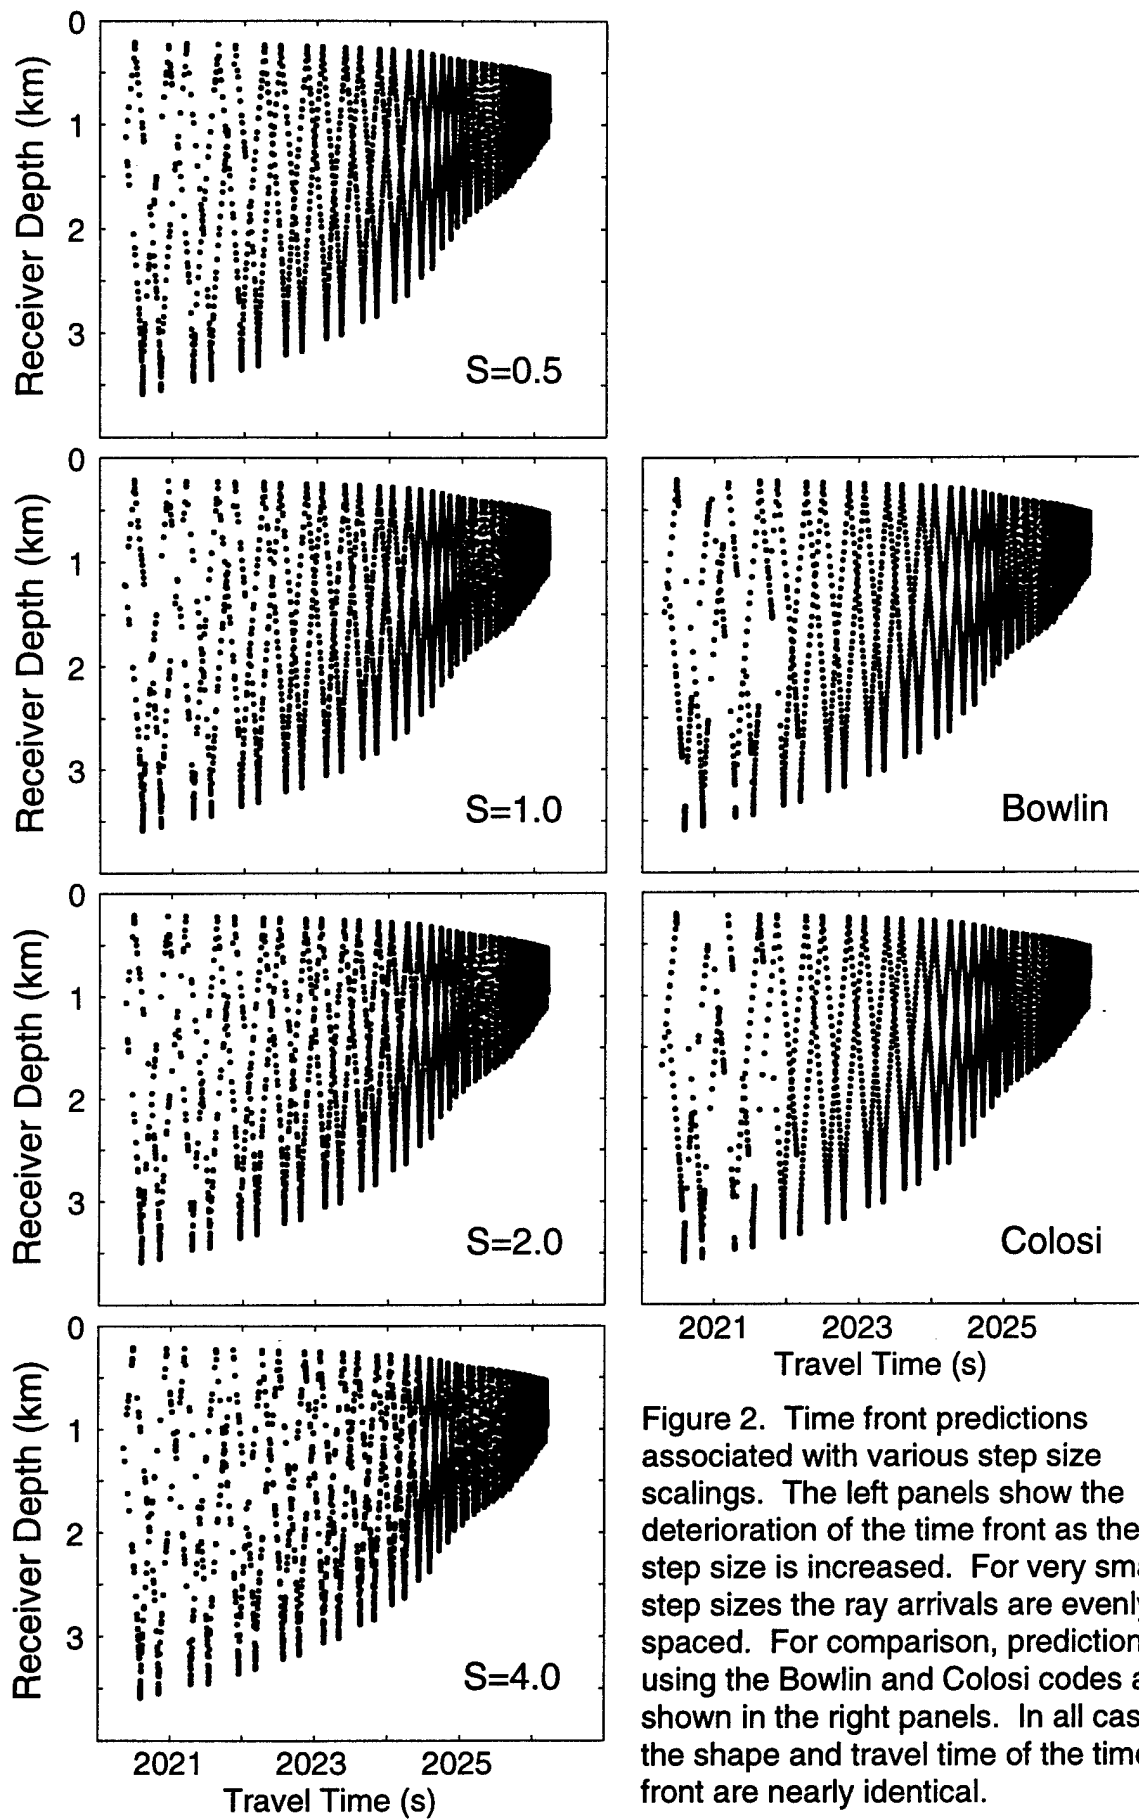 0
1
2
3
Receiver Depth (km)
S=0.5
0
1
2
3
Receiver Depth (km)
S=1.0
Bowlin
0
1
2
3
Receiver Depth (km)
S=2.0
Colosi
2021 2023 2025
Travel Time (s)
0
1
2
3
Receiver Depth (km)
S=4.0
2021 2023 2025
Travel Time (s)
Figure 2. Time front predictions
associated with various step size
scalings. The left panels show the
deterioration of the time front as the
step size is increased. For very
step sizes the ray arrivals are
spaced. For comparison,
using the Bowlin and Colosi codes
shown in the right panels. In all
the shape and travel time of the time
front are nearly identical.